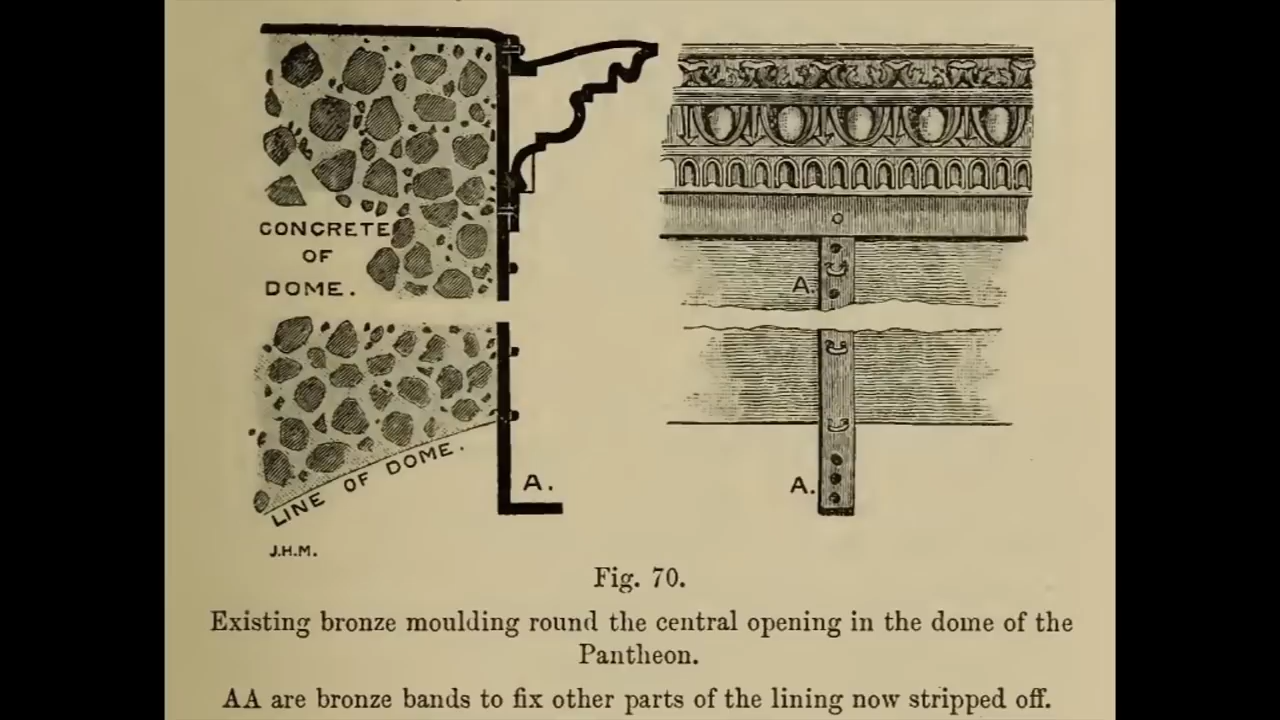 CONCRETE
OF
DOME.
A.
LINE OF DOME.
A.
A.
J.H.M.
Fig. 70.
Existing bronze moulding round the central opening in the dome of the
Pantheon.
AA are bronze bands to fix other parts of the lining now stripped off.